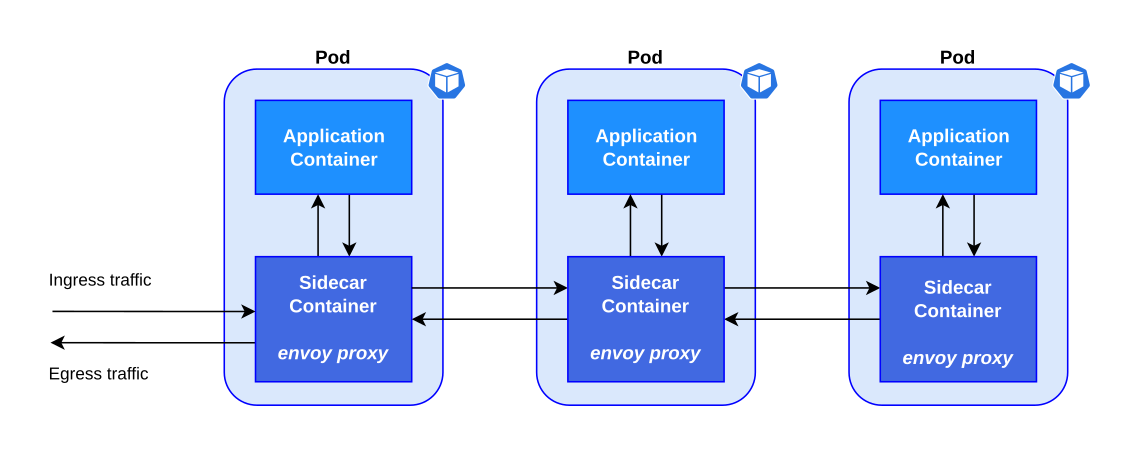 Pod
Pod
Pod
Application
Container
Application
Container
Application
Container
Ingress traffic
Egress traffic
Sidecar
Container
envoy proxy
Sidecar
Container
envoy proxy
Sidecar
Container
envoy proxy